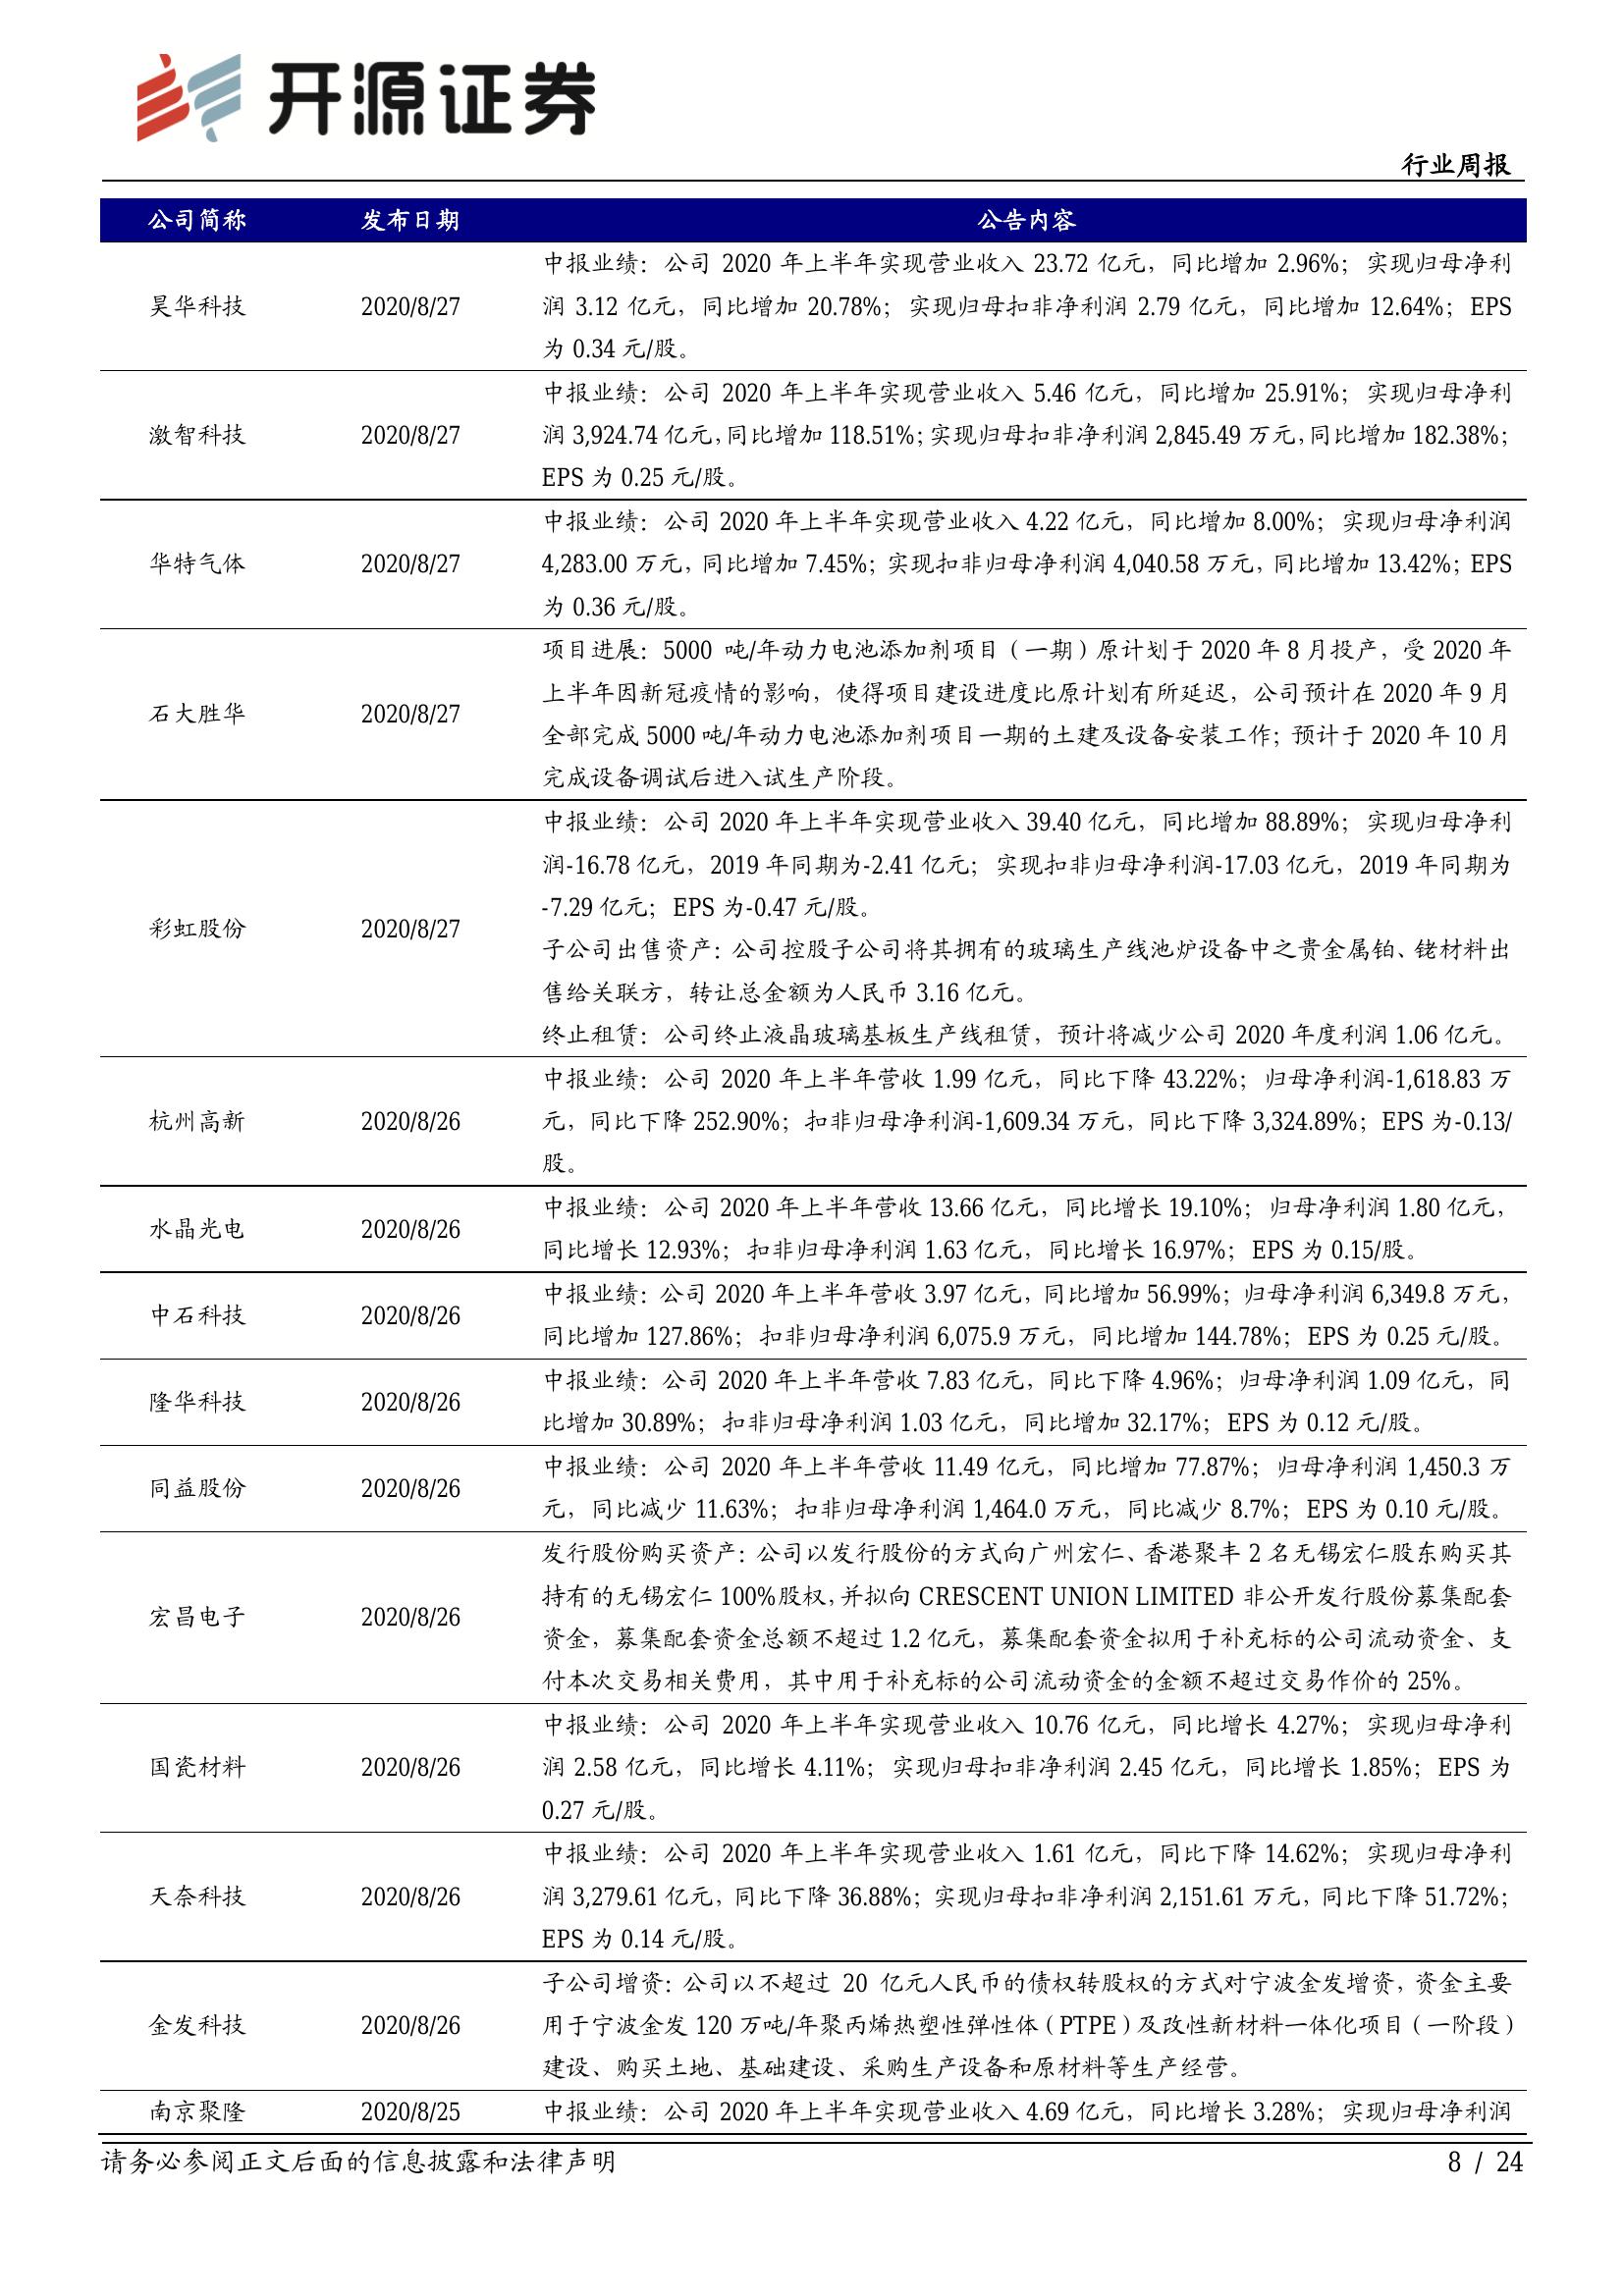 开源证券
行业周报
公司简称 发布日期 公告内容
昊华科技 2020/8/27 中报业绩：公司 2020 年上半年实现营业收入 23.72 亿元，同比增加 2.96%；实现归母净利
润 3.12 亿元，同比增加 20.78%；实现归母扣非净利润 2.79 亿元，同比增加 12.64%；EPS
为 0.34 元/股。
激智科技 2020/8/27 中报业绩：公司 2020 年上半年实现营业收入 5.46 亿元，同比增加 25.91%；实现归母净利
润 3,924.74 亿元，同比增加 118.51%；实现归母扣非净利润 2,845.49 万元，同比增加 182.38%；
EPS 为 0.25 元/股。
华特气体 2020/8/27 中报业绩：公司 2020 年上半年实现营业收入 4.22 亿元，同比增加 8.00%；实现归母净利润
4,283.00 万元，同比增加 7.45%；实现扣非归母净利润 4,040.58 万元，同比增加 13.42%；EPS
为 0.36 元/股。
石大胜华 2020/8/27 项目进展：5000 吨/年动力电池添加剂项目（一期）原计划于 2020 年 8 月投产，受 2020 年
上半年因新冠疫情的影响，使得项目建设进度比原计划有所延迟，公司预计在 2020 年 9 月
全部完成 5000 吨/年动力电池添加剂项目一期的土建及设备安装工作；预计于 2020 年 10 月
完成设备调试后进入试生产阶段。
彩虹股份 2020/8/27 中报业绩：公司 2020 年上半年实现营业收入 39.40 亿元，同比增加 88.89%；实现归母净利
润-16.78 亿元，2019 年同期为-2.41 亿元；实现扣非归母净利润-17.03 亿元，2019 年同期为
-7.29 亿元；EPS 为-0.47 元/股。
子公司出售资产：公司控股子公司将其拥有的玻璃生产线池炉设备中之贵金属铂、铑材料出
售给关联方，转让总金额为人民币 3.16 亿元。
终止租赁：公司终止液晶玻璃基板生产线租赁，预计将减少公司 2020 年度利润 1.06 亿元。
杭州高新 2020/8/26 中报业绩：公司 2020 年上半年营收 1.99 亿元，同比下降 43.22%；归母净利润-1,618.83 万
元，同比下降 252.90%；扣非归母净利润-1,609.34 万元，同比下降 3,324.89%；EPS 为-0.13/
股。
水晶光电 2020/8/26 中报业绩：公司 2020 年上半年营收 13.66 亿元，同比增长 19.10%；归母净利润 1.80 亿元，
同比增长 12.93%；扣非归母净利润 1.63 亿元，同比增长 16.97%；EPS 为 0.15/股。
中石科技 2020/8/26 中报业绩：公司 2020 年上半年营收 3.97 亿元，同比增加 56.99%；归母净利润 6,349.8 万元，
同比增加 127.86%；扣非归母净利润 6,075.9 万元，同比增加 144.78%；EPS 为 0.25 元/股。
隆华科技 2020/8/26 中报业绩：公司 2020 年上半年营收 7.83 亿元，同比下降 4.96%；归母净利润 1.09 亿元，同
比增加 30.89%；扣非归母净利润 1.03 亿元，同比增加 32.17%；EPS 为 0.12 元/股。
同益股份 2020/8/26 中报业绩：公司 2020 年上半年营收 11.49 亿元，同比增加 77.87%；归母净利润 1,450.3 万
元，同比减少 11.63%；扣非归母净利润 1,464.0 万元，同比减少 8.7%；EPS 为 0.10 元/股。
宏昌电子 2020/8/26 发行股份购买资产：公司以发行股份的方式向广州宏仁、香港聚丰 2 名无锡宏仁股东购买其
持有的无锡宏仁 100%股权，并拟向 CRESCENT UNION LIMITED 非公开发行股份募集配套
资金，募集配套资金总额不超过 1.2 亿元，募集配套资金拟用于补充标的公司流动资金、支
付本次交易相关费用，其中用于补充标的公司流动资金的金额不超过交易作价的 25%。
国瓷材料 2020/8/26 中报业绩：公司 2020 年上半年实现营业收入 10.76 亿元，同比增长 4.27%；实现归母净利
润 2.58 亿元，同比增长 4.11%；实现归母扣非净利润 2.45 亿元，同比增长 1.85%；EPS 为
0.27 元/股。
天奈科技 2020/8/26 中报业绩：公司 2020 年上半年实现营业收入 1.61 亿元，同比下降 14.62%；实现归母净利
润 3,279.61 亿元，同比下降 36.88%；实现归母扣非净利润 2,151.61 万元，同比下降 51.72%；
EPS 为 0.14 元/股。
金发科技 2020/8/26 子公司增资：公司以不超过 20 亿元人民币的债权转股权的方式对宁波金发增资，资金主要
用于宁波金发 120 万吨/年聚丙烯热塑性弹性体（PTPE）及改性新材料一体化项目（一阶段）
建设、购买土地、基础建设、采购生产设备和原材料等生产经营。
南京聚隆 2020/8/25 中报业绩：公司 2020 年上半年实现营业收入 4.69 亿元，同比增长 3.28%；实现归母净利润
请务必参阅正文后面的信息披露和法律声明 8 / 24